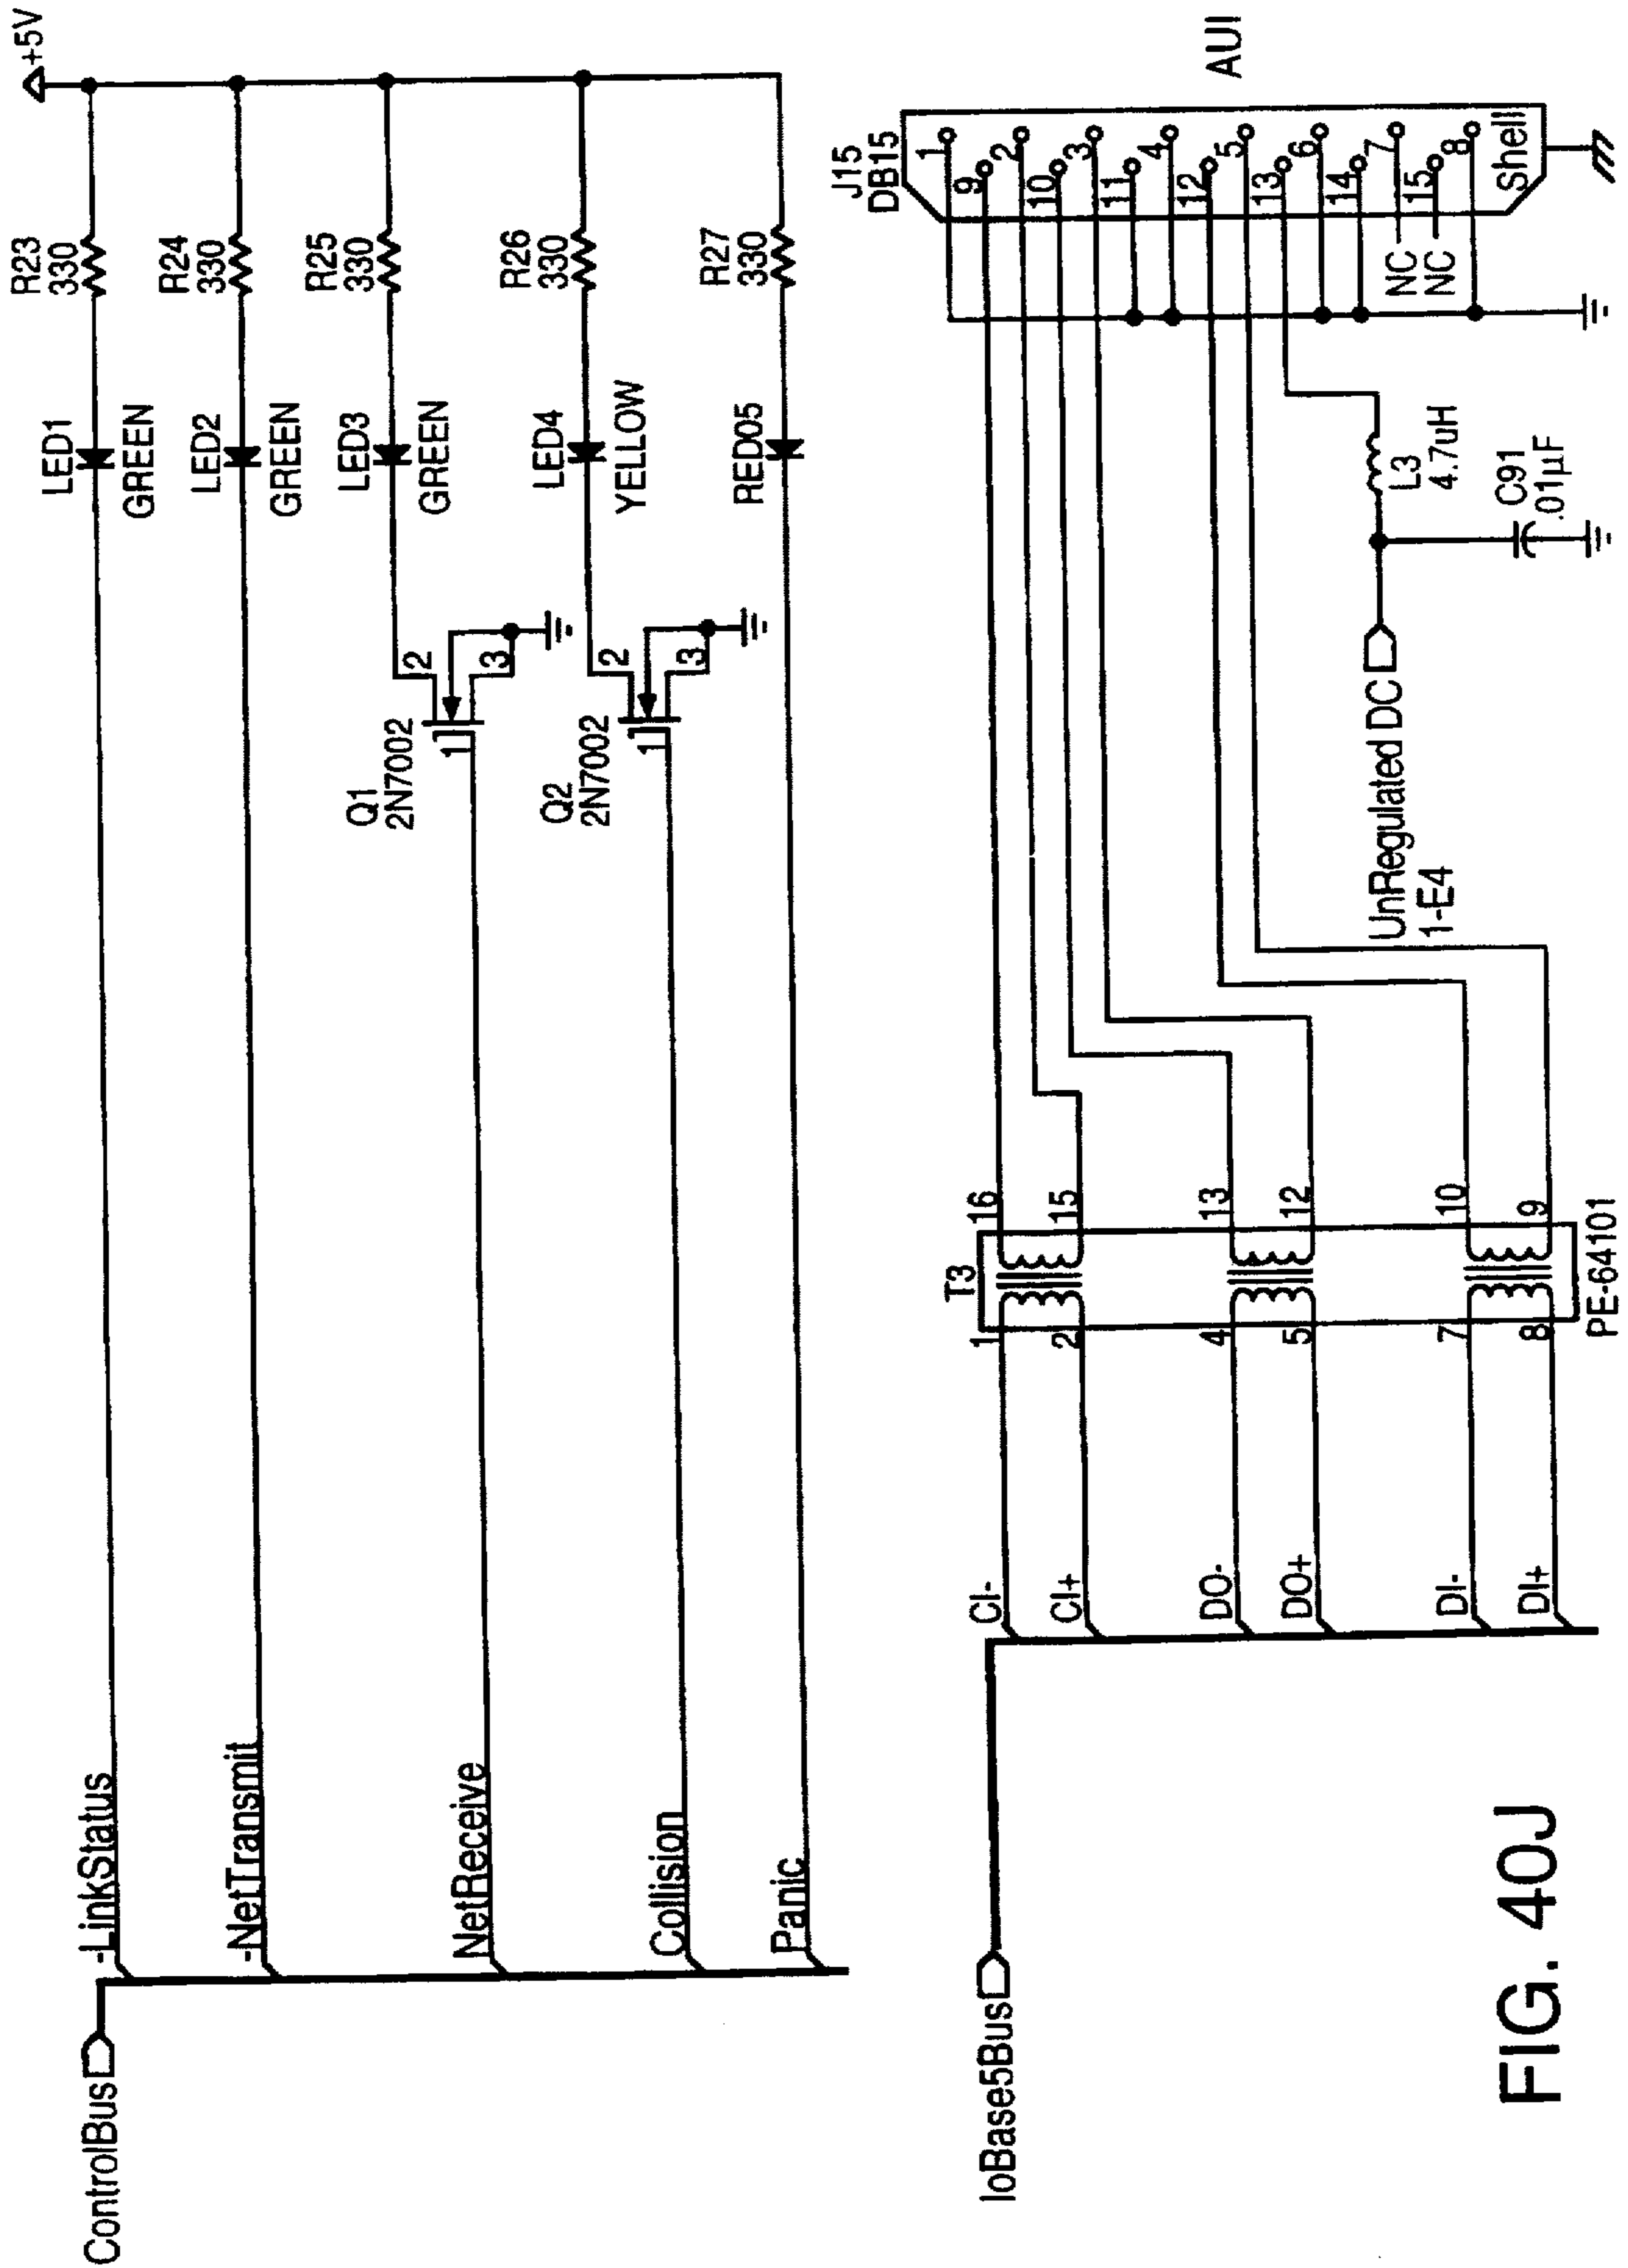 ControlBus
-LinkStatus
LED1
GREEN
R23
330
+5V
-NetTransmit
LED2
GREEN
R24
330
NetReceive
Q1
2N7002
1
2
3
LED3
GREEN
R25
330
Collision
Q2
2N7002
1
2
3
LED4
YELLOW
R26
330
Panic
RED05
R27
330
IoBase5Bus
CI-
CI+
DO-
DO+
DI-
DI+
T3
1
16
2
15
4
13
5
12
7
10
8
9
PE-64101
UnRegulated DC
1-E4
L3
4.7uH
C91
.01µF
NC
NC
J15
DB15
1
9
2
10
3
11
4
12
5
13
6
14
7
15
8
Shell
AUI
FIG. 40J